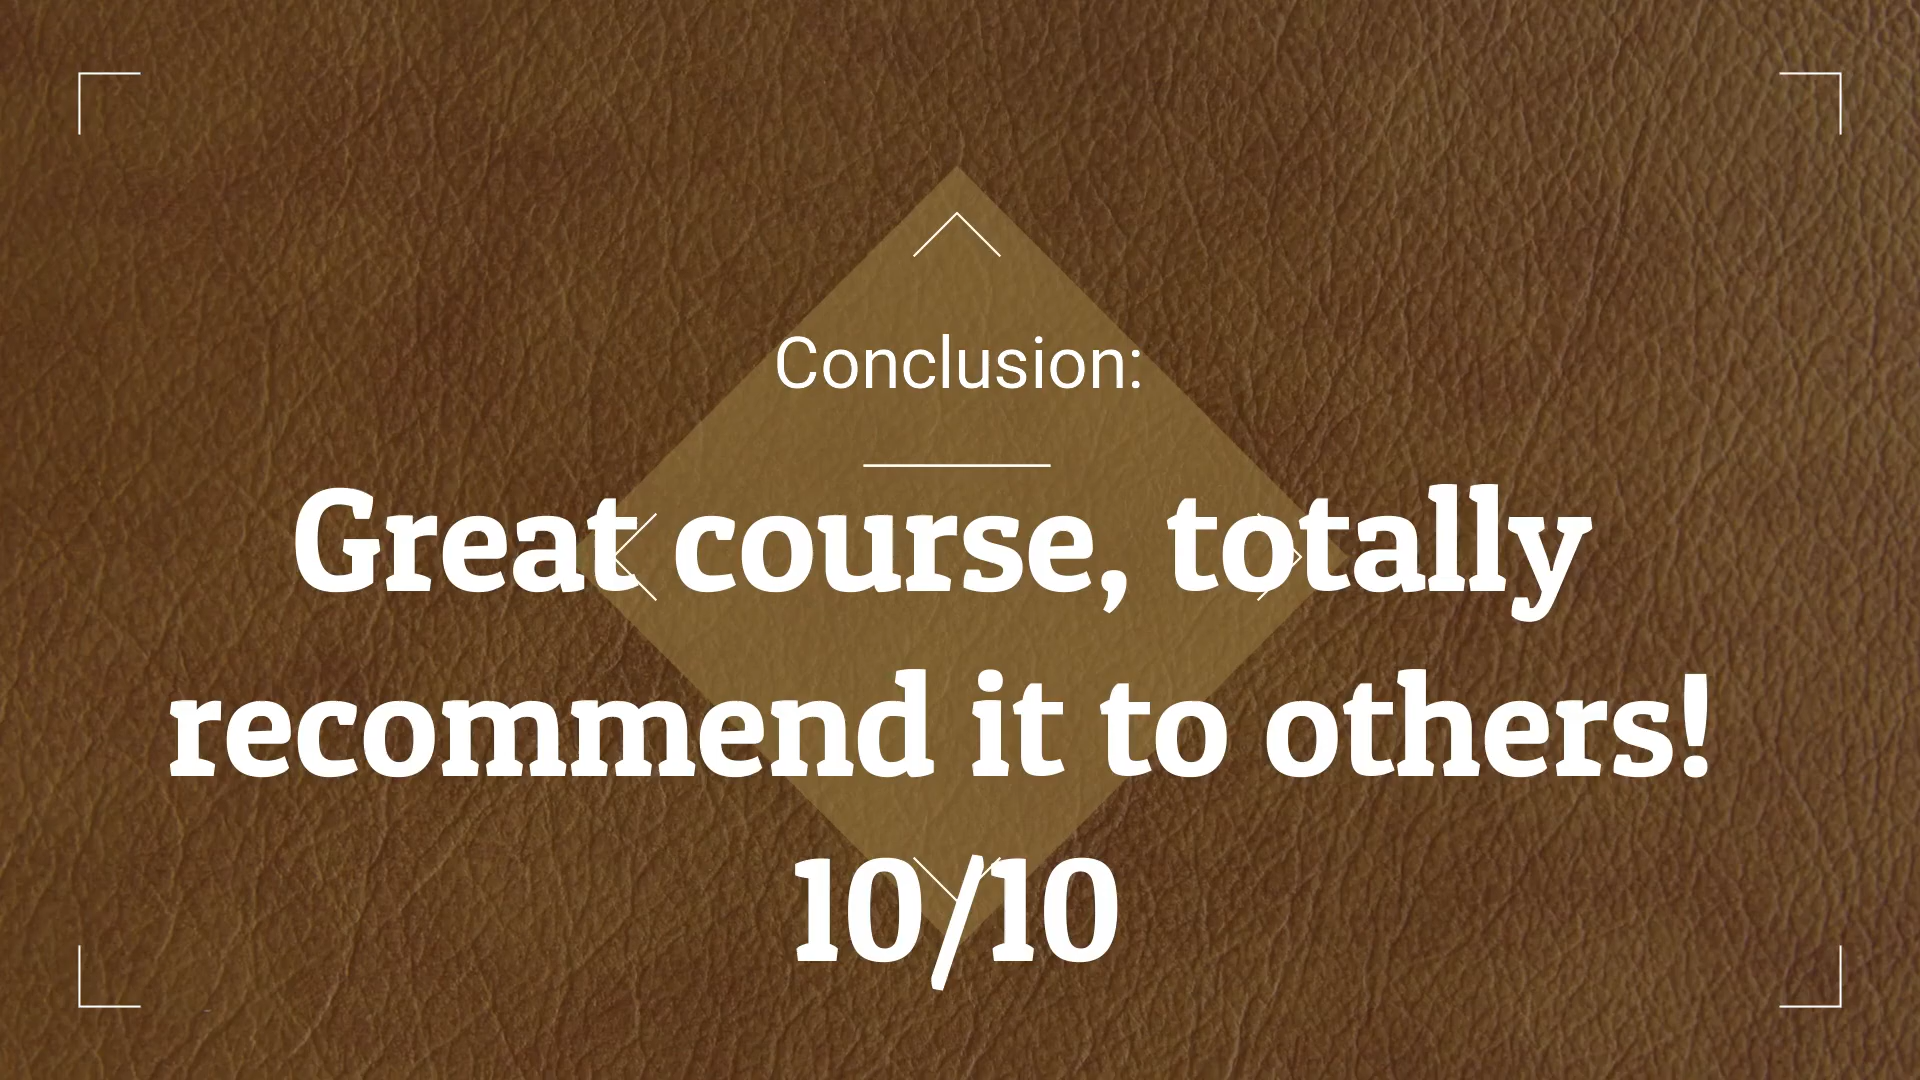 Conclusion:
Great course, totally
recommend it to others!
10/10